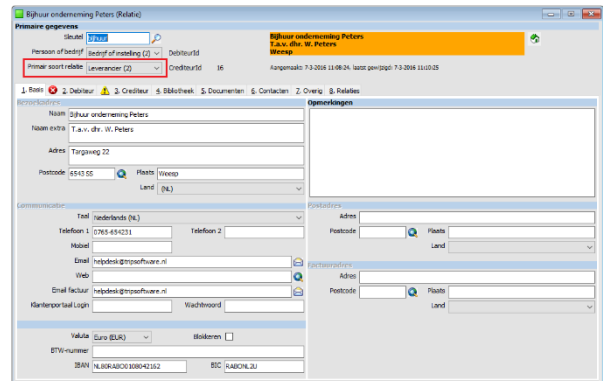 Bijhuur onderneming Peters (Relatie)
Primaire gegevens
Sleutel bijhuur
Bijhuur onderneming Peters
T.a.v. dhr. W. Peters
Weesp
Persoon of bedrijf Bedrijf of instelling (2) DebiteurId
Primair soort relatie Leverancier (2) CrediteurId 16 Aangemaakt: 7-3-2016 11:08:24, laatst gewijzigd: 7-3-2016 11:10:25
1. Basis 2. Debiteur 3. Crediteur 4. Bibliotheek 5. Documenten 6. Contacten 7. Overig 8. Relaties
Bezoekadres Opmerkingen
Naam Bijhuur onderneming Peters
Naam extra T.a.v. dhr. W. Peters
Adres Targaweg 22
Postcode 6543 SS Plaats Weesp
Land (NL)
Communicatie Postadres
Taal Nederlands (NL) Adres
Telefoon 1 0765-654231 Telefoon 2 Postcode Plaats
Mobiel Land
Email helpdesk@tripsoftware.nl
Web Adres
Email factuur helpdesk@tripsoftware.nl Postcode Plaats
Klantenportaal Login Wachtwoord Land
Valuta Euro (EUR) Blokkeren
BTW-nummer
IBAN NL80RABO0108042162 BIC RABONL2U